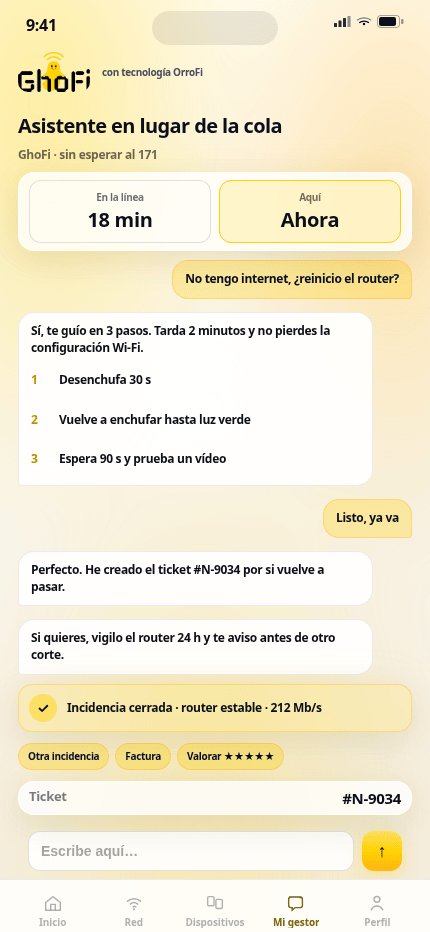 9:41
GhoFi
con tecnología OrroFi
Asistente en lugar de la cola
GhoFi · sin esperar al 171
En la línea
18 min
Aquí
Ahora
No tengo internet, ¿reinicio el router?
Sí, te guío en 3 pasos. Tarda 2 minutos y no pierdes la
configuración Wi-Fi.
1 Desenchufa 30 s
2 Vuelve a enchufar hasta luz verde
3 Espera 90 s y prueba un vídeo
Listo, ya va
Perfecto. He creado el ticket #N-9034 por si vuelve a
pasar.
Si quieres, vigilo el router 24 h y te aviso antes de otro
corte.
Incidencia cerrada · router estable · 212 Mb/s
Otra incidencia
Factura
Valorar ★★★★★
Ticket
#N-9034
Escribe aquí...
↑
Inicio
Red
Dispositivos
Mi gestor
Perfil